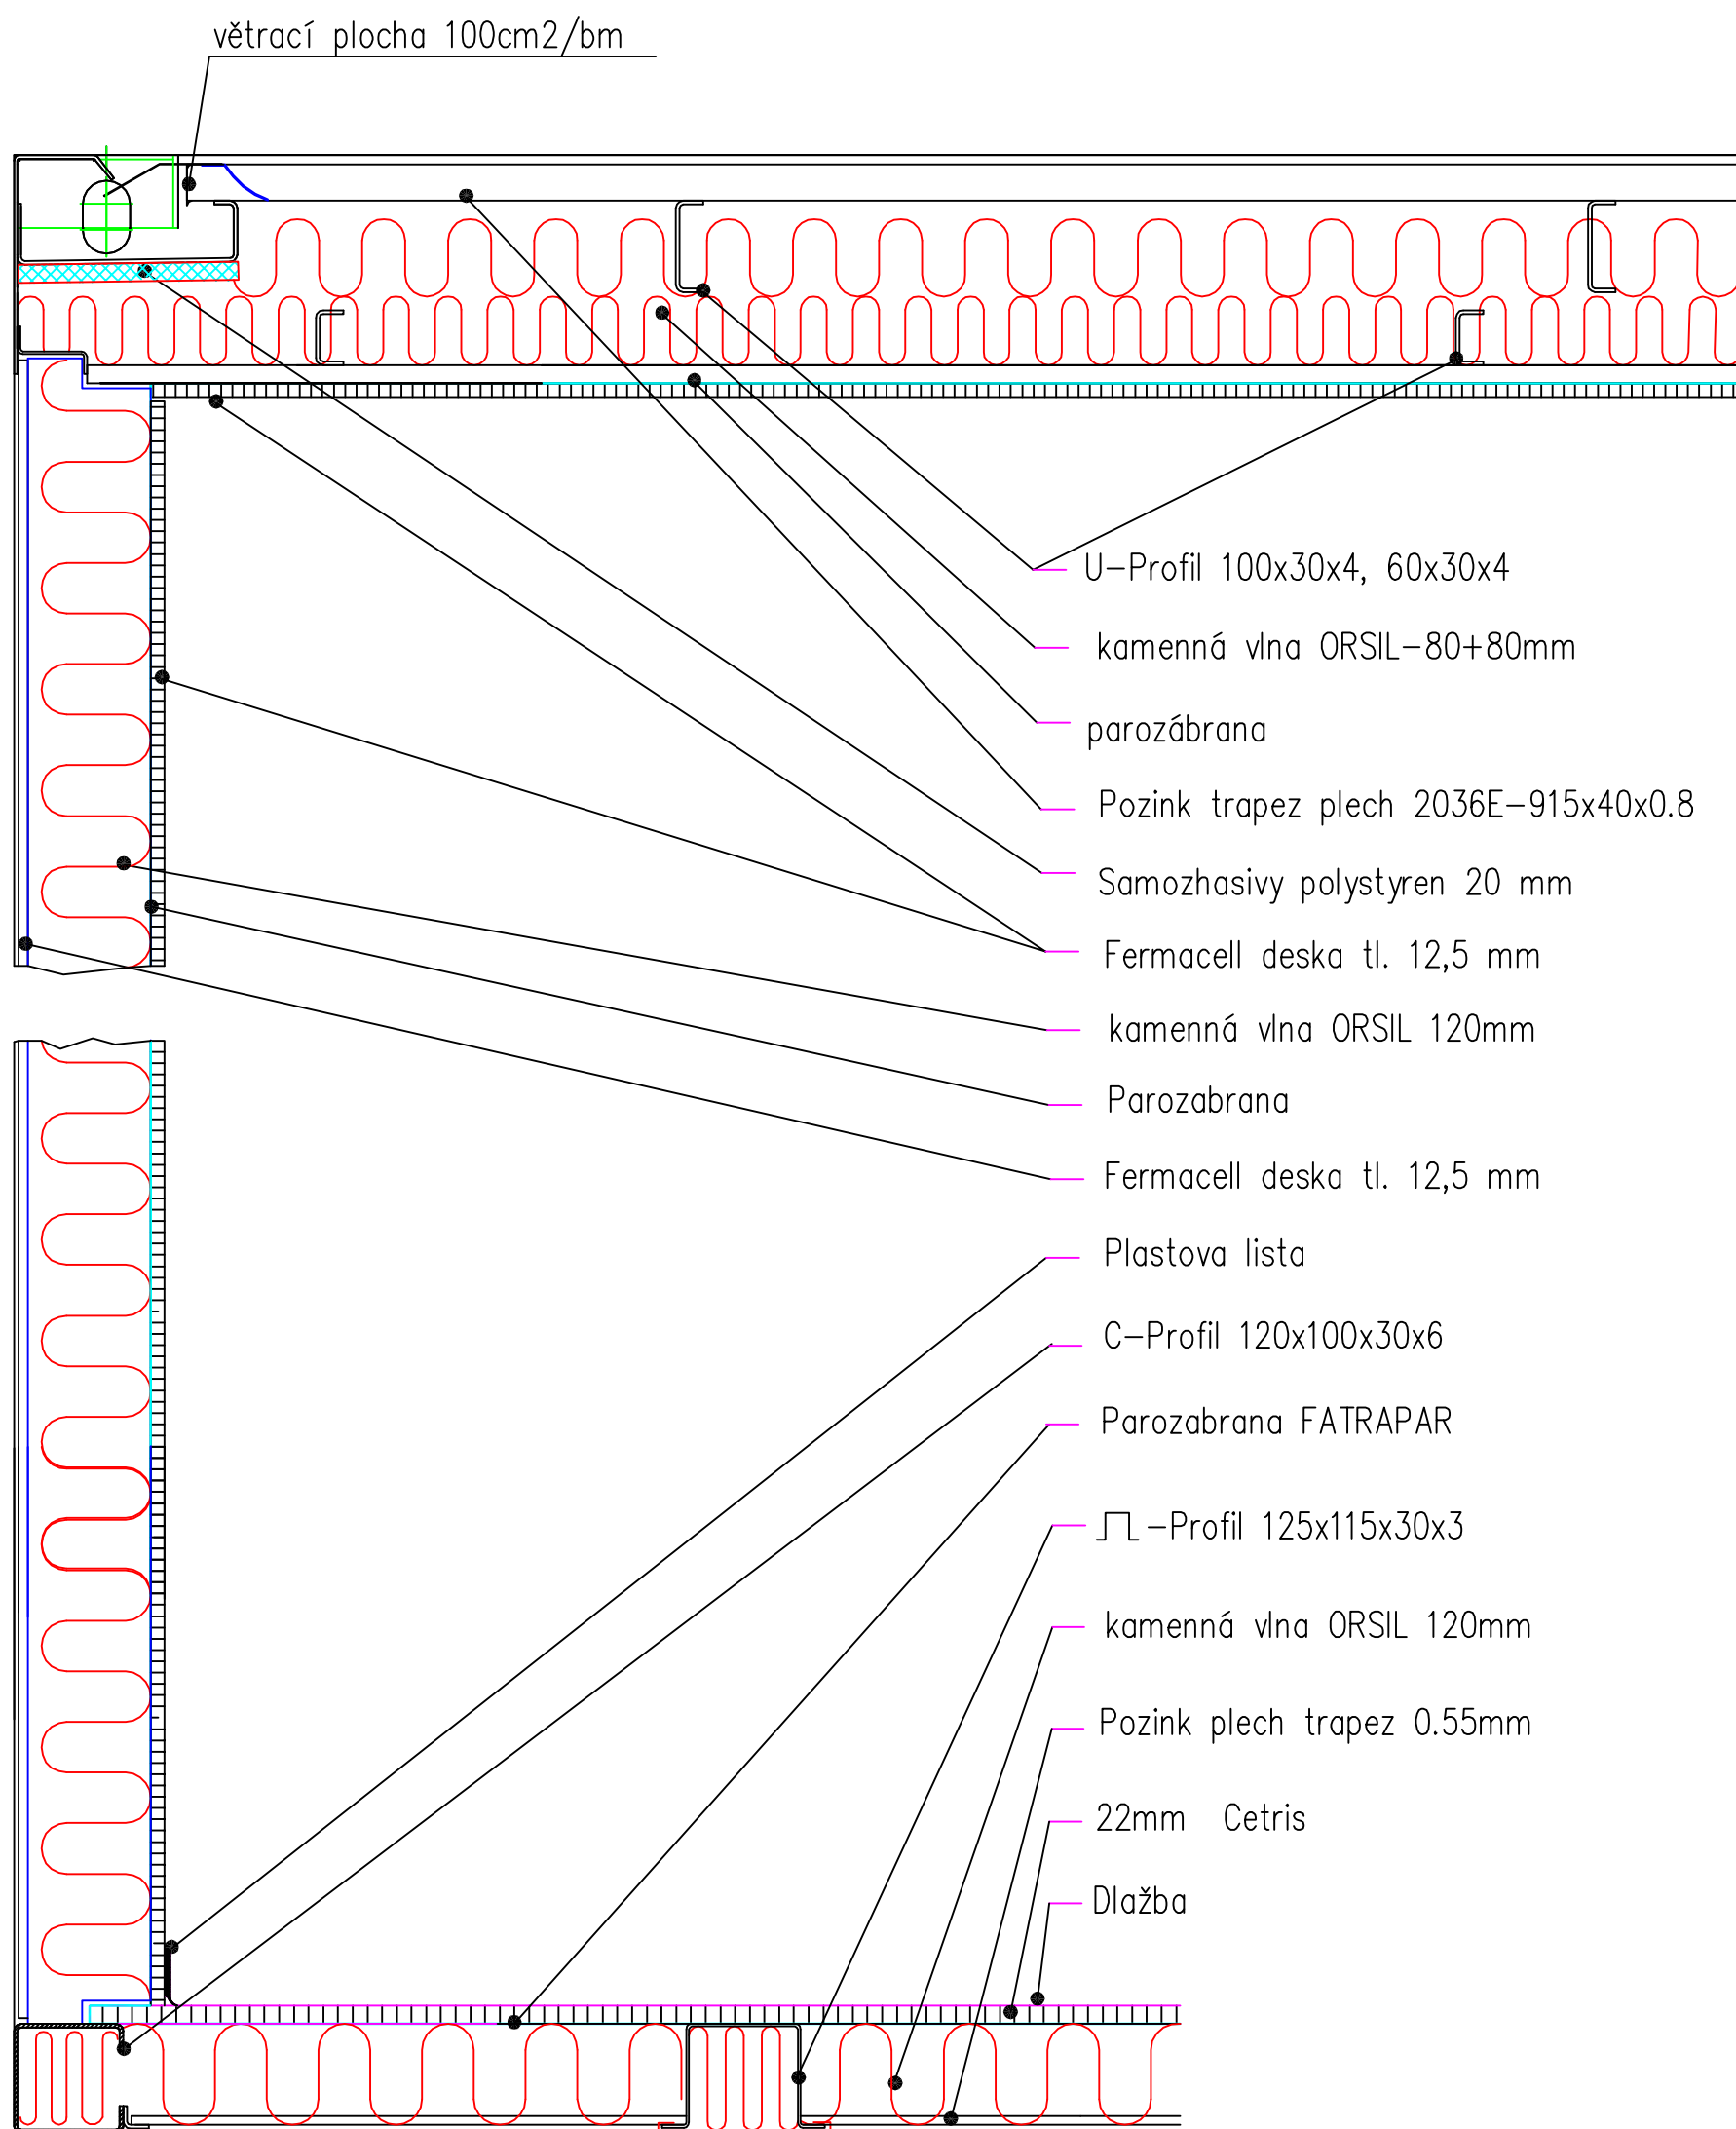 větrací plocha 100cm2/bm
U-Profil 100x30x4, 60x30x4
kamenná vlna ORSIL-80+80mm
parozábrana
Pozink trapez plech 2036E-915x40x0.8
Samozhasivy polystyren 20 mm
Fermacell deska tl. 12,5 mm
kamenná vlna ORSIL 120mm
Parozabrana
Fermacell deska tl. 12,5 mm
Plastova lista
C-Profil 120x100x30x6
Parozabrana FATRAPAR
-Profil 125x115x30x3
kamenná vlna ORSIL 120mm
Pozink plech trapez 0.55mm
22mm Cetris
Dlažba